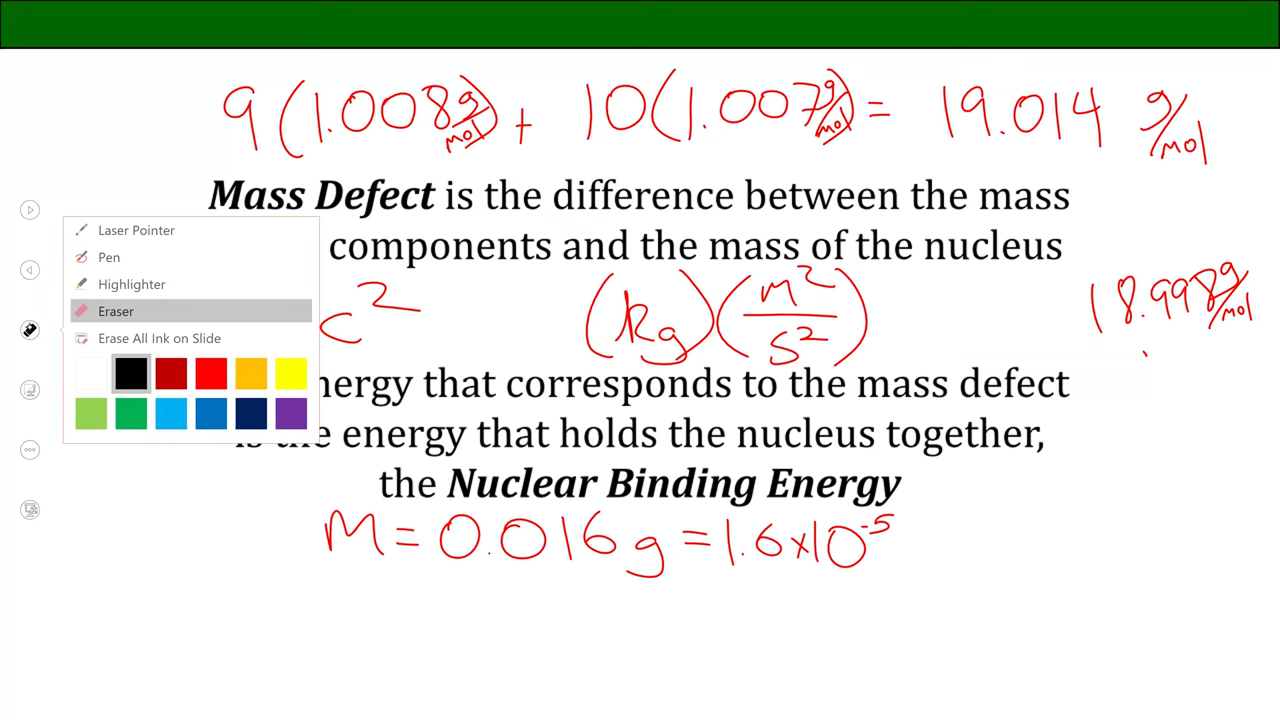 9 (1.008 g/mol) + 10 (1.007 g/mol) = 19.014 g/mol
Mass Defect is the difference between the mass
components and the mass of the nucleus
c² (kg) (m²/s²) 18.998 g/mol
nergy that corresponds to the mass defect
is the energy that holds the nucleus together,
the Nuclear Binding Energy
M = 0.016 g = 1.6 x 10⁻⁵
Laser Pointer
Pen
Highlighter
Eraser
Erase All Ink on Slide